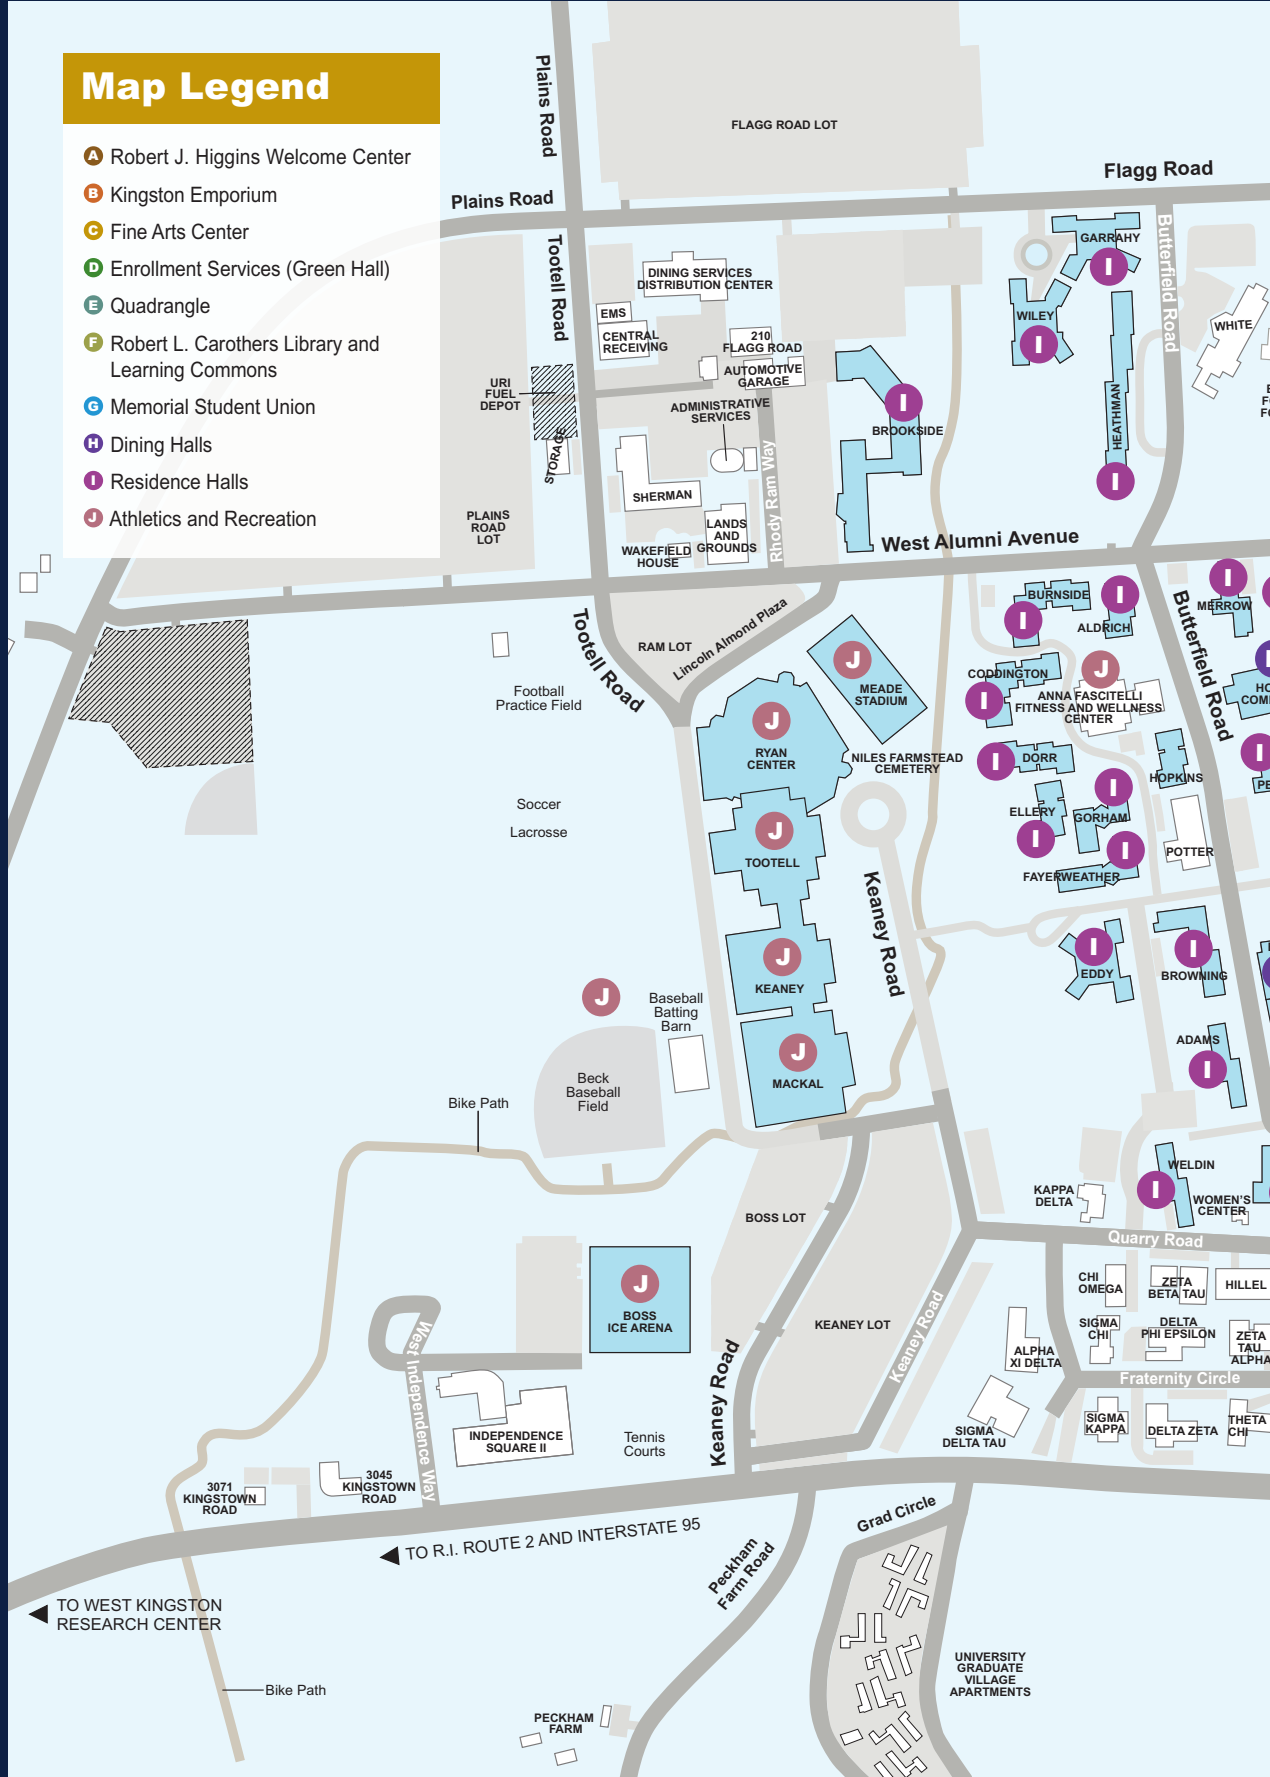 Map Legend
A Robert J. Higgins Welcome Center
B Kingston Emporium
C Fine Arts Center
D Enrollment Services (Green Hall)
E Quadrangle
F Robert L. Carothers Library and
Learning Commons
G Memorial Student Union
H Dining Halls
I Residence Halls
J Athletics and Recreation
Plains Road
FLAGG ROAD LOT
Flagg Road
Plains Road
Tootell Road
Butterfield Road
GARRAHY
I
DINING SERVICES
DISTRIBUTION CENTER
EMS
CENTRAL
RECEIVING
210
FLAGG ROAD
AUTOMOTIVE
GARAGE
WILEY
I
WHITE
URI
FUEL
DEPOT
STORAGE
ADMINISTRATIVE
SERVICES
I
BROOKSIDE
HEATHMAN
I
SHERMAN
Rhody Ram Way
PLAINS
ROAD
LOT
LANDS
AND
GROUNDS
WAKEFIELD
HOUSE
West Alumni Avenue
Tootell Road
RAM LOT
Lincoln Almond Plaza
BURNSIDE
I
I
ALDRICH
Butterfield Road
I
MERROW
Football
Practice Field
J
MEADE
STADIUM
CODDINGTON
I
J
ANNA FASCITELLI
FITNESS AND WELLNESS
CENTER
J
RYAN
CENTER
NILES FARMSTEAD
CEMETERY
I
DORR
HOPKINS
I
Soccer
Lacrosse
J
TOOTELL
ELLERY
I
I
GORHAM
I
FAYERWEATHER
POTTER
Keaney Road
J
KEANEY
I
EDDY
I
BROWNING
J
Baseball
Batting
Barn
J
MACKAL
ADAMS
I
Beck
Baseball
Field
Bike Path
WELDIN
I
KAPPA
DELTA
WOMEN'S
CENTER
BOSS LOT
Quarry Road
J
BOSS
ICE ARENA
KEANEY LOT
Keaney Road
Keaney Road
CHI
OMEGA
ZETA
BETA TAU
HILLEL
SIGMA
CHI
DELTA
PHI EPSILON
ZETA
TAU
ALPHA
ALPHA
XI DELTA
Fraternity Circle
West Independence Way
INDEPENDENCE
SQUARE II
Tennis
Courts
SIGMA
DELTA TAU
SIGMA
KAPPA
DELTA ZETA
THETA
CHI
3071
KINGSTOWN
ROAD
3045
KINGSTOWN
ROAD
TO R.I. ROUTE 2 AND INTERSTATE 95
Grad Circle
Peckham
Farm Road
TO WEST KINGSTON
RESEARCH CENTER
Bike Path
UNIVERSITY
GRADUATE
VILLAGE
APARTMENTS
PECKHAM
FARM